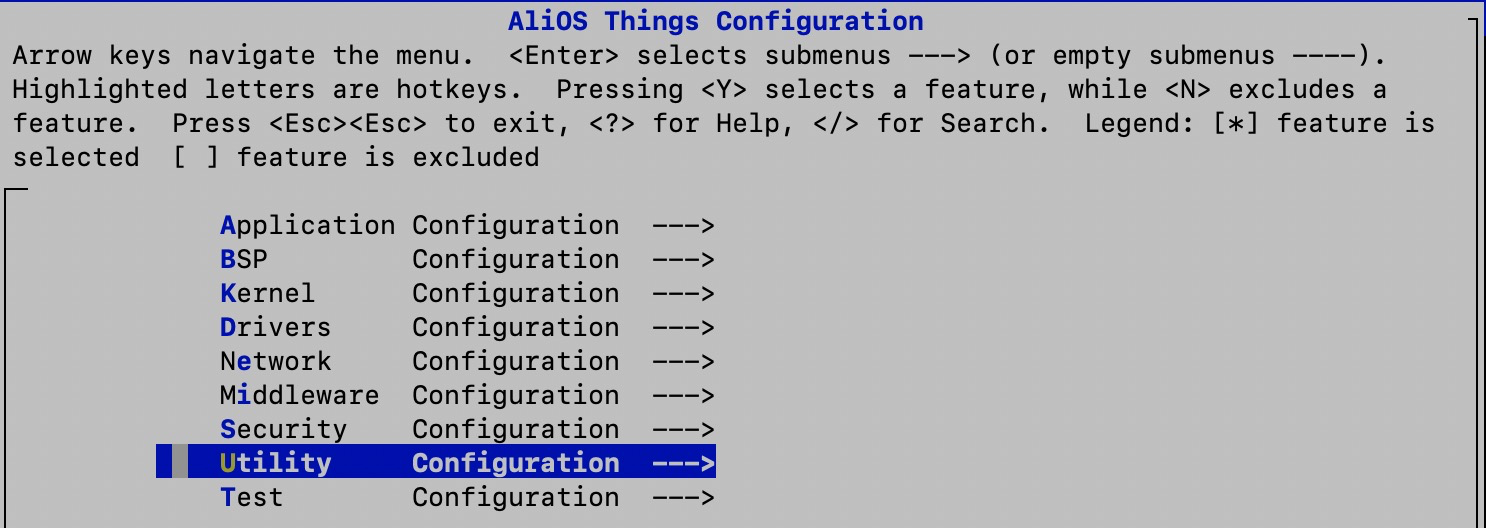 AliOS Things Configuration
Arrow keys navigate the menu.  <Enter> selects submenus ---> (or empty submenus ----).
Highlighted letters are hotkeys.  Pressing <Y> selects a feature, while <N> excludes a
feature.  Press <Esc><Esc> to exit, <?> for Help, </> for Search.  Legend: [*] feature is
selected  [ ] feature is excluded
Application Configuration  --->
BSP         Configuration  --->
Kernel      Configuration  --->
Drivers     Configuration  --->
Network     Configuration  --->
Middleware  Configuration  --->
Security    Configuration  --->
Utility     Configuration  --->
Test        Configuration  --->